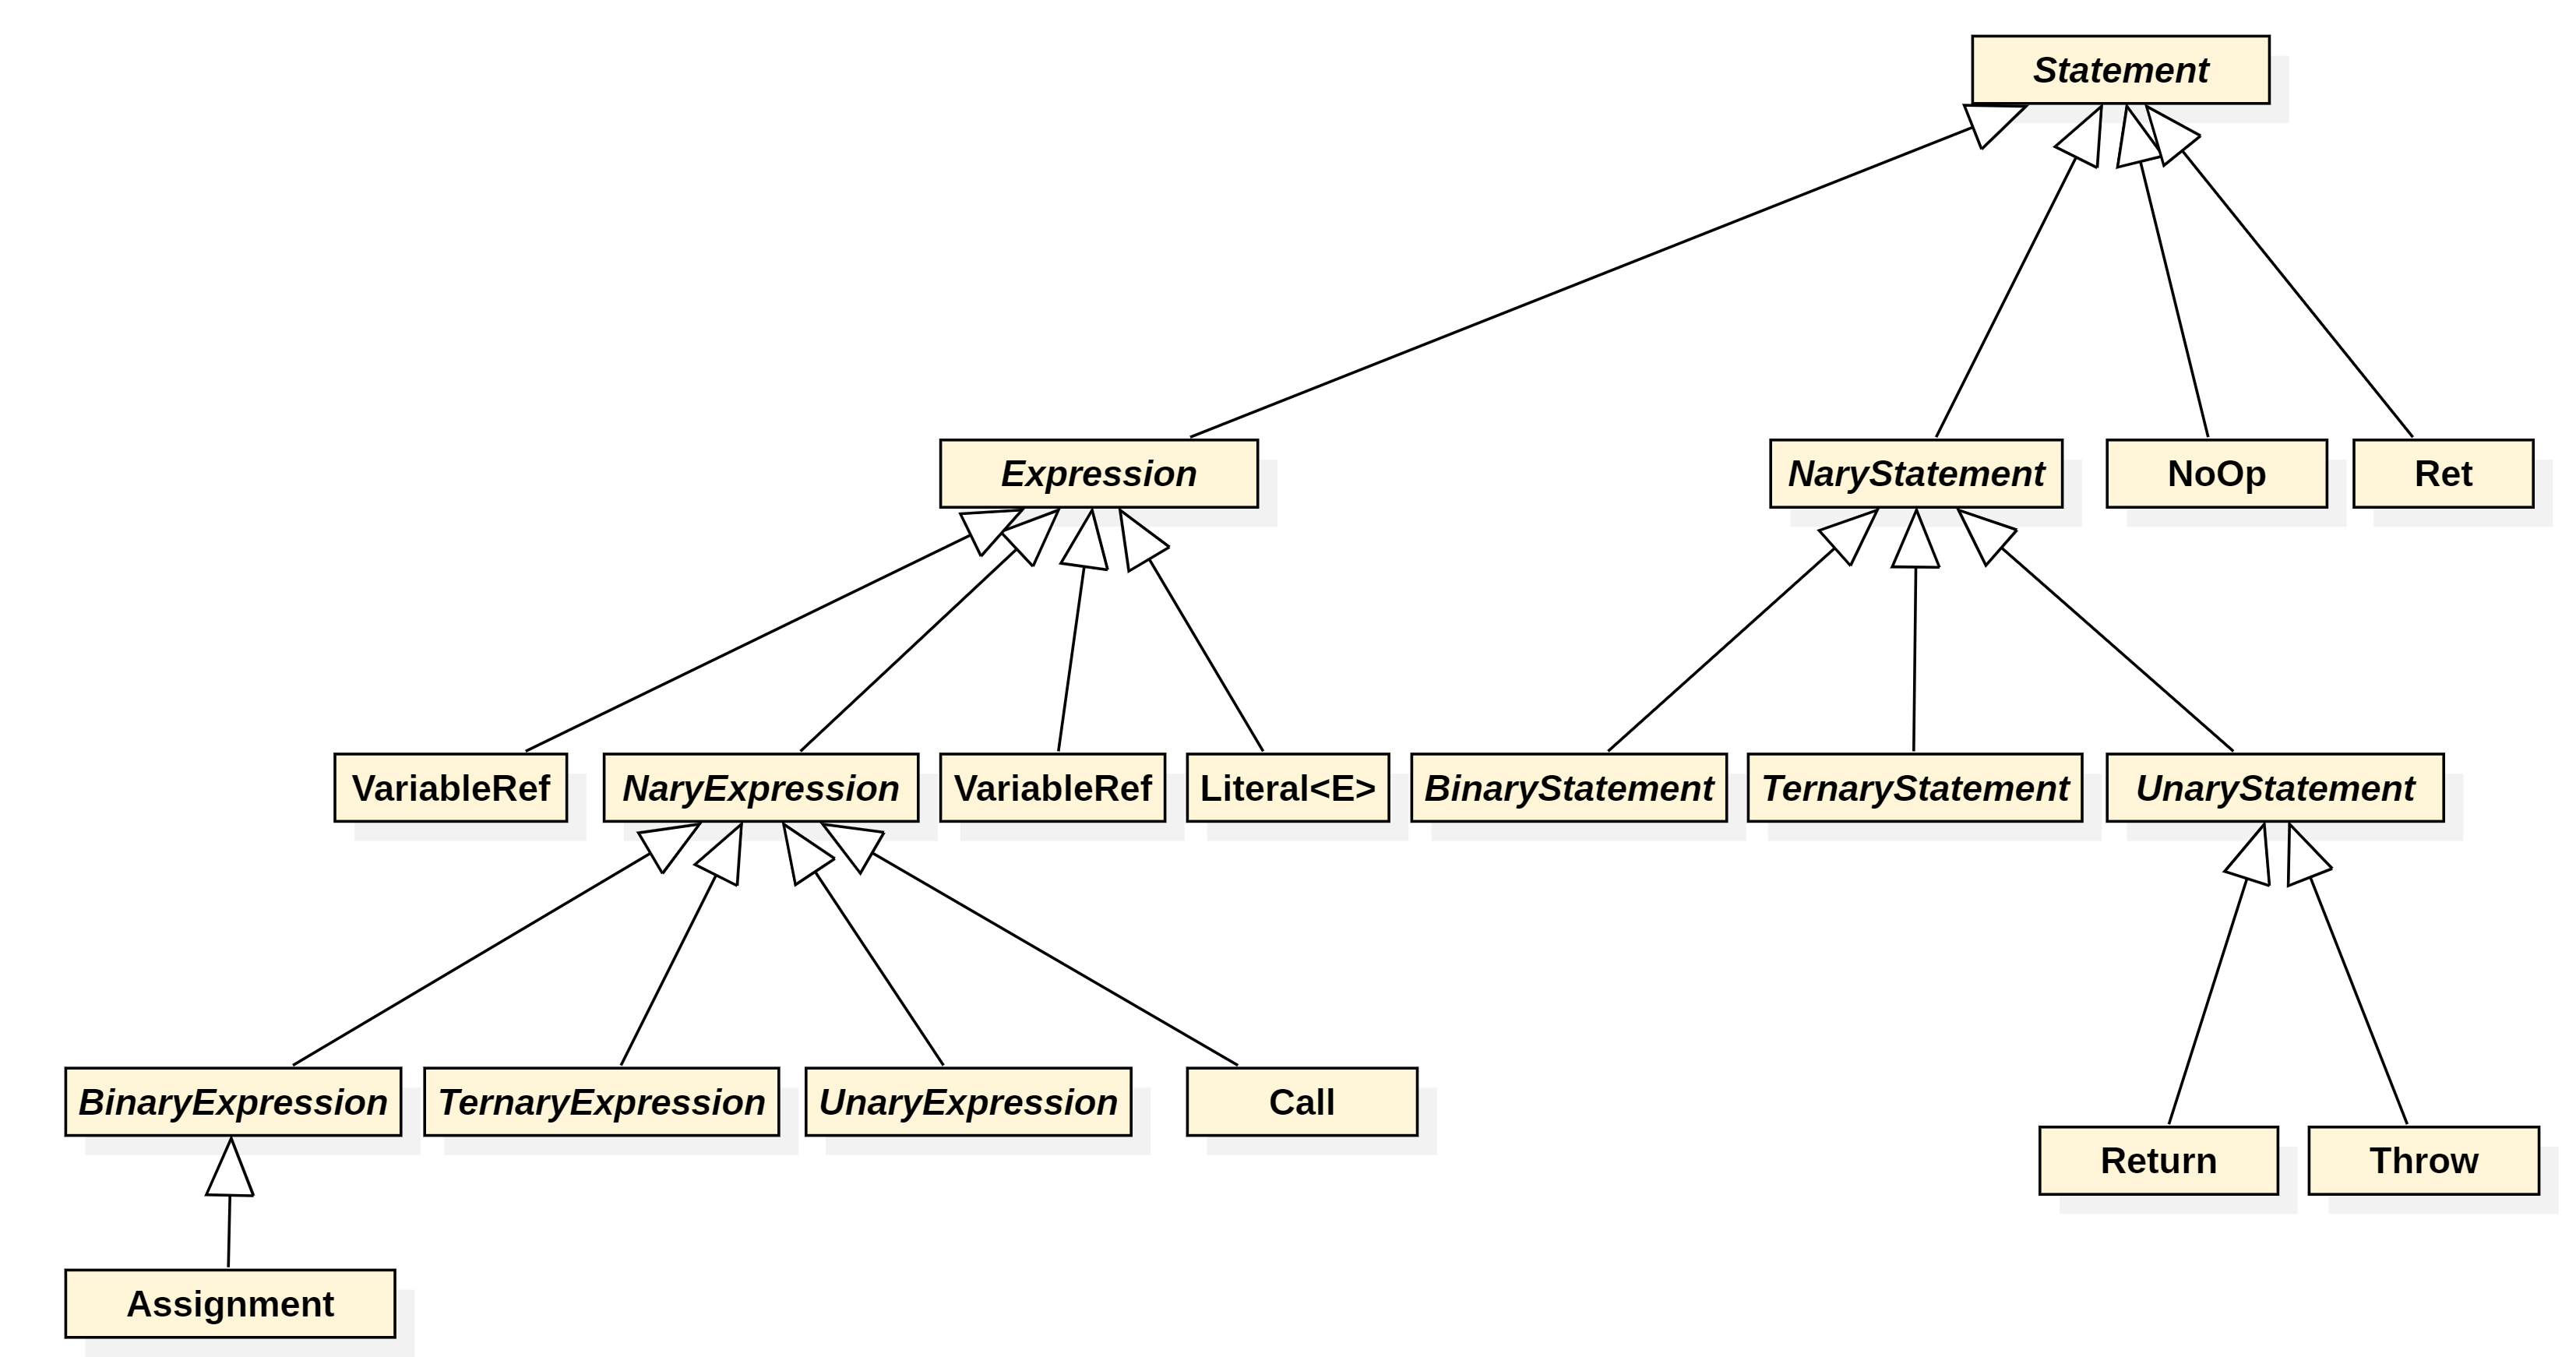 Statement
Expression
NaryStatement
NoOp
Ret
VariableRef
NaryExpression
VariableRef
Literal<E>
BinaryStatement
TernaryStatement
UnaryStatement
BinaryExpression
TernaryExpression
UnaryExpression
Call
Return
Throw
Assignment